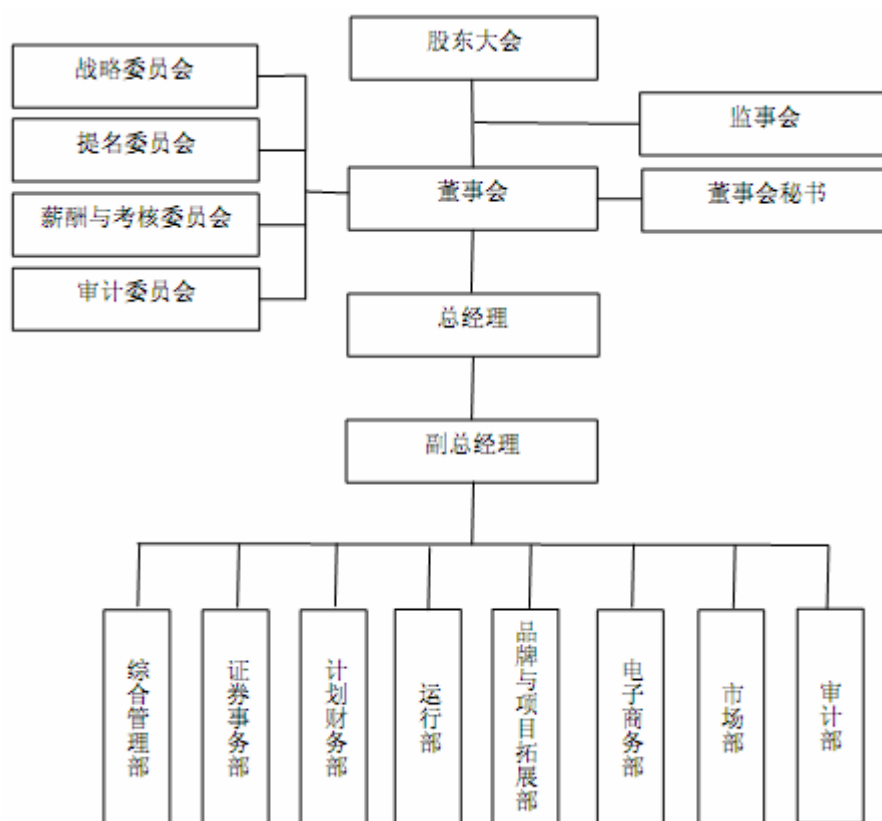 股东大会
战略委员会
监事会
提名委员会
董事会
董事会秘书
薪酬与考核委员会
审计委员会
总经理
副总经理
综合管理部
证券事务部
计划财务部
运行部
品牌与项目拓展部
电子商务部
市场部
审计部